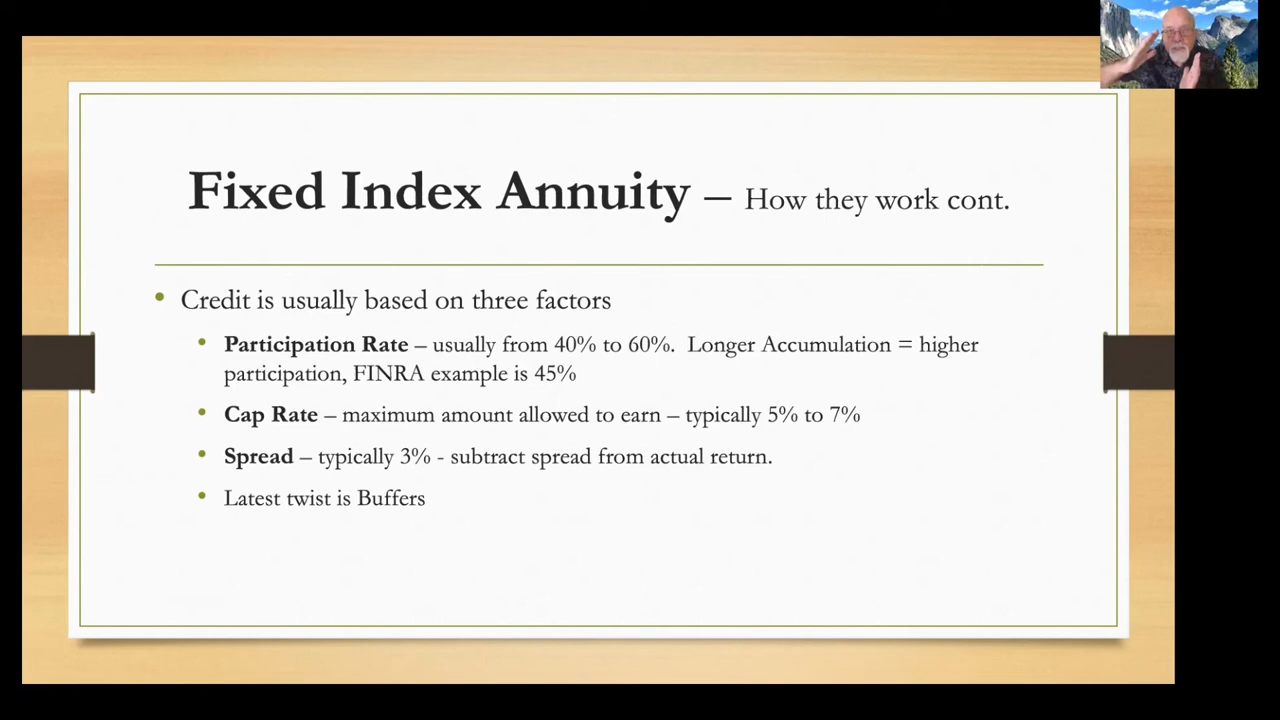 Fixed Index Annuity – How they work cont.
• Credit is usually based on three factors
• Participation Rate – usually from 40% to 60%.  Longer Accumulation = higher
participation, FINRA example is 45%
• Cap Rate – maximum amount allowed to earn – typically 5% to 7%
• Spread – typically 3% - subtract spread from actual return.
• Latest twist is Buffers